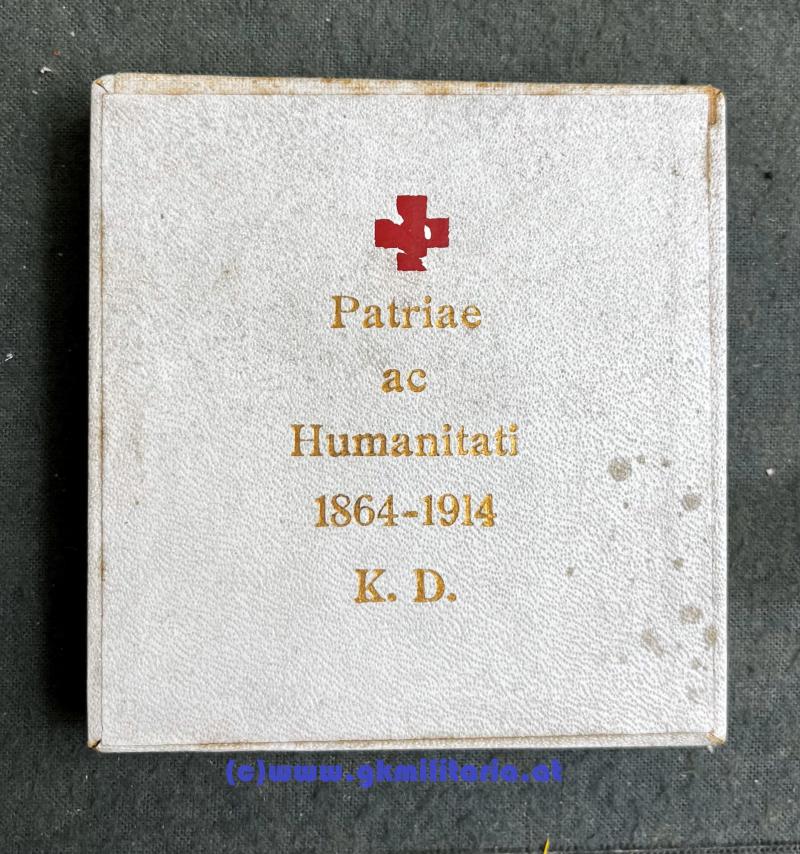 Patriae
ac
Humanitati
1864-1914
K. D.
(c)www.gkmilitaria.at